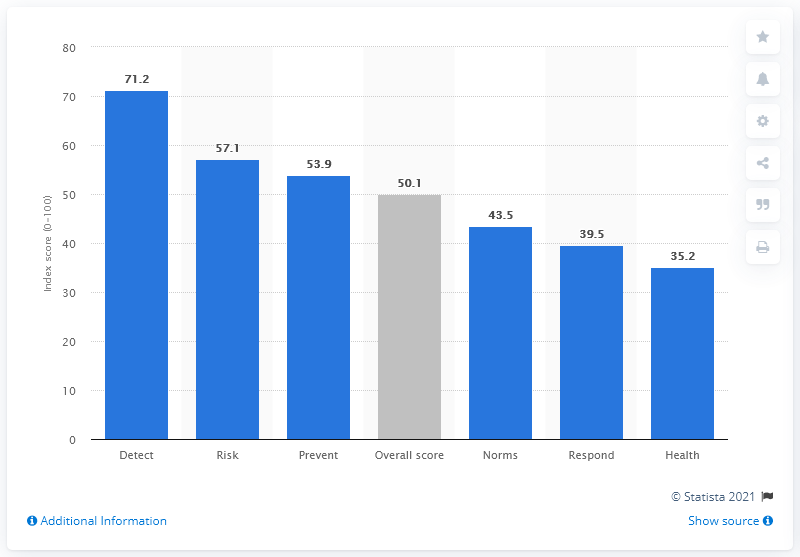 80
70
60
50
40
30
20
10
0
Index score (0-100)
71.2
57.1
53.9
50.1
43.5
39.5
35.2
Detect
Risk
Prevent
Overall score
Norms
Respond
Health
© Statista 2021
Additional Information
Show source